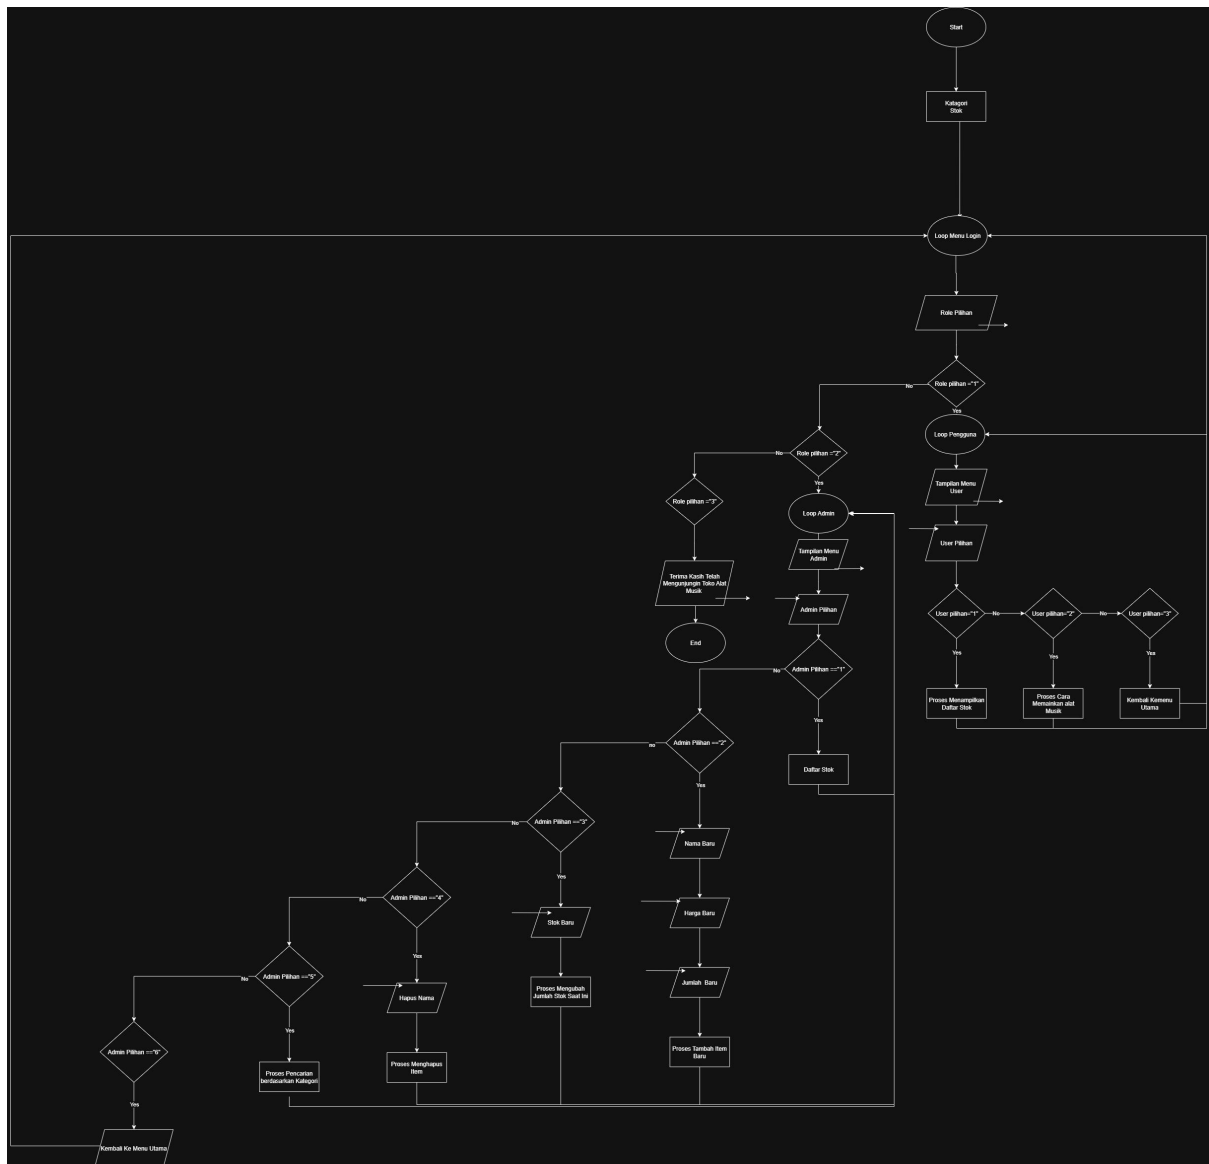 Start
Katagori
Stok
Loop Menu Login
Role Pilihan
Role pilihan ="1"
No
Yes
Loop Pengguna
Role pilihan ="2"
No
Yes
Tampilan Menu
User
Role pilihan ="3"
Loop Admin
User Pilihan
Tampilan Menu
Admin
Terima Kasih Telah
Mengunjungin Toko Alat
Musik
Admin Pilihan
User pilihan="1"
No
User pilihan="2"
No
User pilihan="3"
End
Yes
Yes
Yes
Admin Pilihan =="1"
No
Yes
Proses Menampilkan
Daftar Stok
Proses Cara
Memainkan alat
Musik
Kembali Kemenu
Utama
Admin Pilihan =="2"
no
Yes
Daftar Stok
Admin Pilihan =="3"
No
Yes
Nama Baru
Admin Pilihan =="4"
No
Yes
Stok Baru
Harga Baru
Admin Pilihan =="5"
No
Yes
Hapus Nama
Proses Mengubah
Jumlah Stok Saat Ini
Jumlah Baru
Admin Pilihan =="6"
Yes
Proses Pencarian
berdasarkan Kategori
Proses Menghapus
Item
Proses Tambah Item
Baru
Kembali Ke Menu Utama